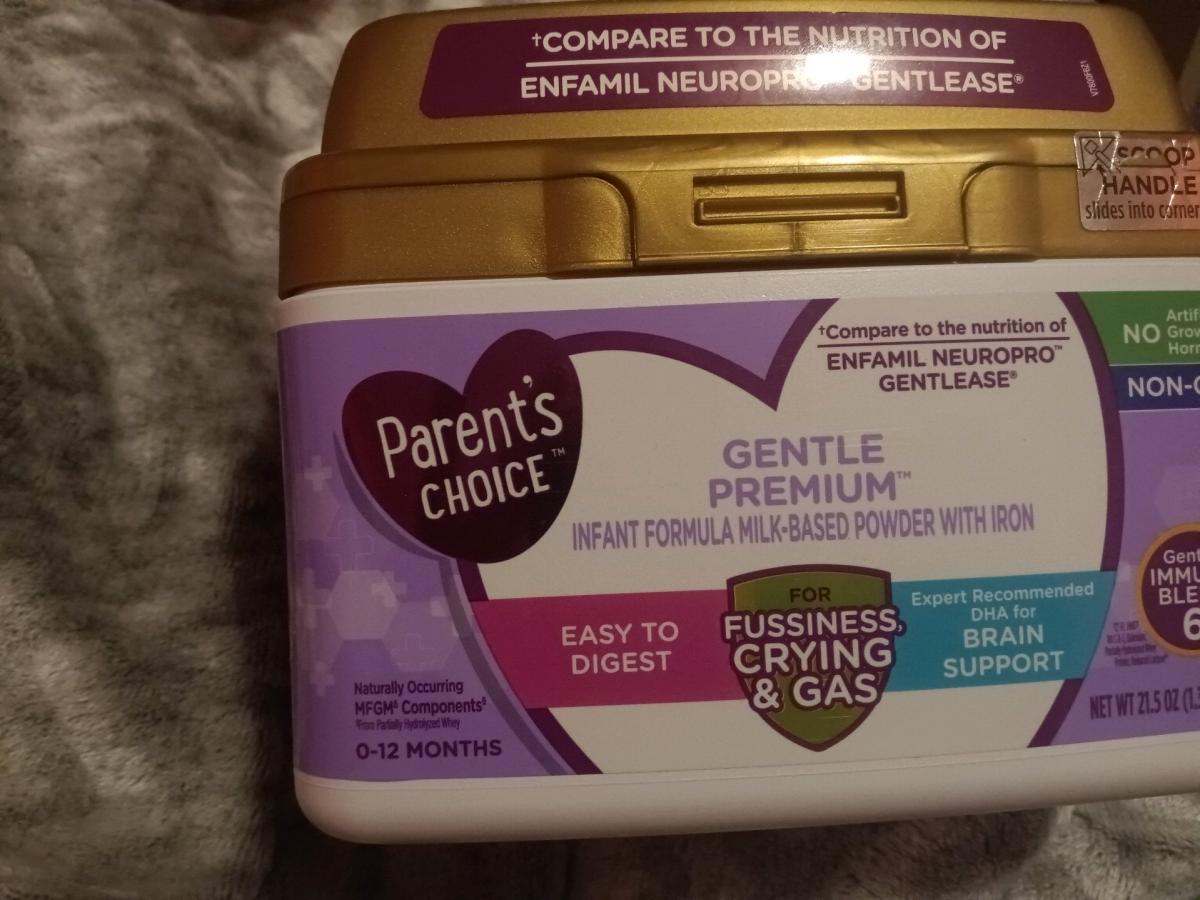 †COMPARE TO THE NUTRITION OF
ENFAMIL NEUROPRO GENTLEASE®
SCOOP
HANDLE
slides into corner
Parent's
CHOICE™
†Compare to the nutrition of
ENFAMIL NEUROPRO™
GENTLEASE®
NO
NON-
GENTLE
PREMIUM™
INFANT FORMULA MILK-BASED POWDER WITH IRON
EASY TO
DIGEST
FOR
FUSSINESS,
CRYING
& GAS
Expert Recommended
DHA for
BRAIN
SUPPORT
Naturally Occurring
MFGM Components
From Partially Hydrolyzed Whey
0-12 MONTHS
NET WT 21.5 OZ